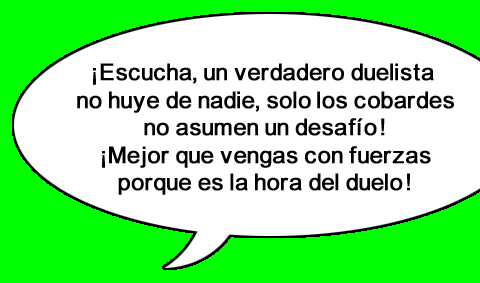 ¡Escucha, un verdadero duelista
no huye de nadie, solo los cobardes
no asumen un desafío!
¡Mejor que vengas con fuerzas
porque es la hora del duelo!